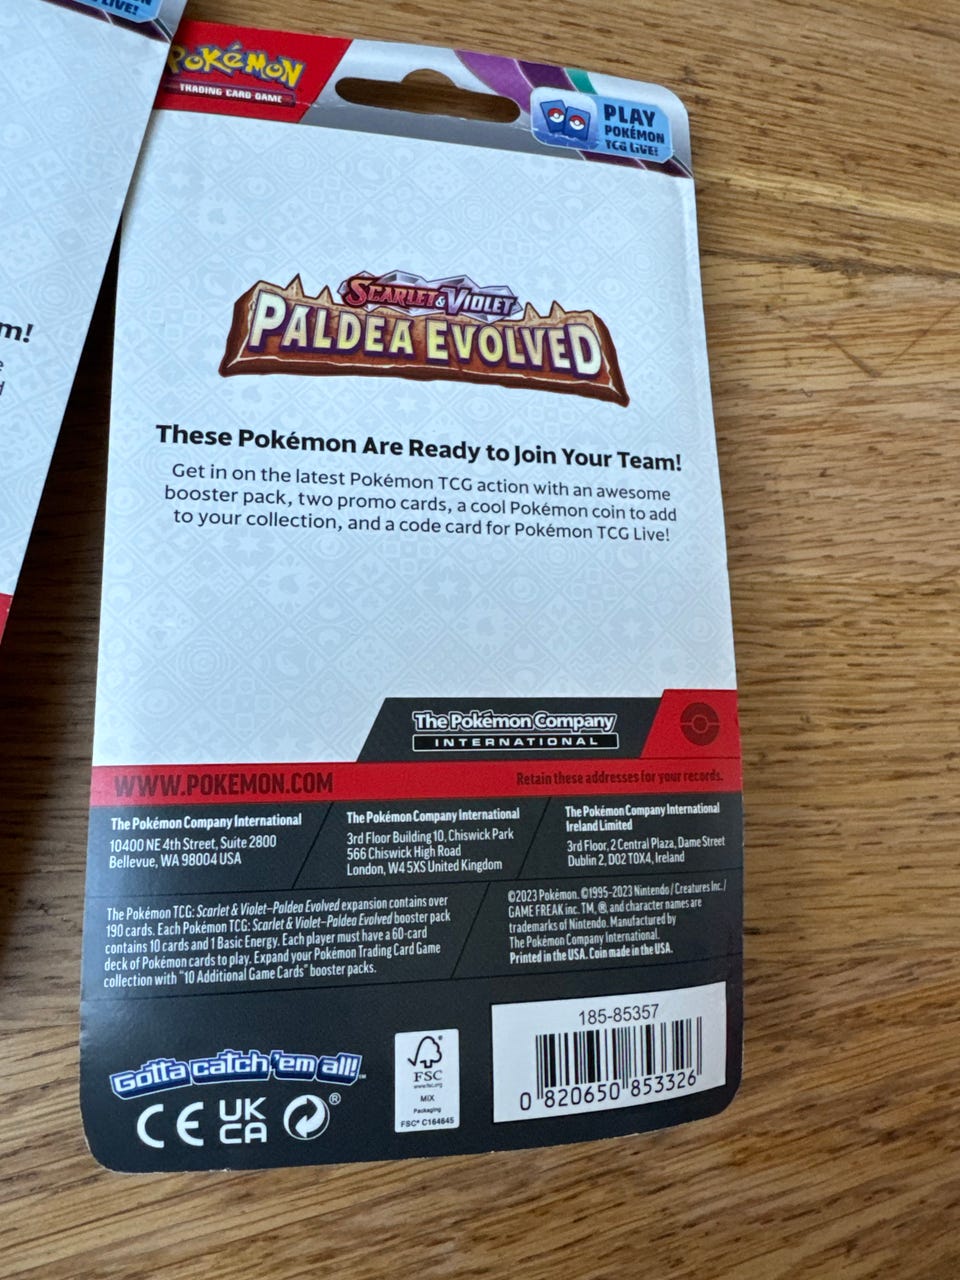 LIVE!
m!
POKéMON
TRADING CARD GAME
PLAY
POKÉMON
TCG LIVE!
SCARLET & VIOLET
PALDEA EVOLVED
These Pokémon Are Ready to Join Your Team!
Get in on the latest Pokémon TCG action with an awesome
booster pack, two promo cards, a cool Pokémon coin to add
to your collection, and a code card for Pokémon TCG Live!
The Pokémon Company
INTERNATIONAL
WWW.POKEMON.COM
Retain these addresses for your records.
The Pokémon Company International
10400 NE 4th Street, Suite 2800
Bellevue, WA 98004 USA
The Pokémon Company International
3rd Floor Building 10, Chiswick Park
566 Chiswick High Road
London, W4 5XS United Kingdom
The Pokémon Company International
Ireland Limited
3rd Floor, 2 Central Plaza, Dame Street
Dublin 2, D02 T0X4, Ireland
The Pokémon TCG: Scarlet & Violet—Paldea Evolved expansion contains over
190 cards. Each Pokémon TCG: Scarlet & Violet—Paldea Evolved booster pack
contains 10 cards and 1 Basic Energy. Each player must have a 60-card
deck of Pokémon cards to play. Expand your Pokémon Trading Card Game
collection with "10 Additional Game Cards" booster packs.
©2023 Pokémon. ©1995-2023 Nintendo / Creatures Inc. /
GAME FREAK inc. TM, ®, and character names are
trademarks of Nintendo. Manufactured by
The Pokémon Company International.
Printed in the USA. Coin made in the USA.
Gotta catch 'em all!™
CE
UK
CA
®
FSC
www.fsc.org
MIX
Packaging
FSC® C164645
185-85357
0 820650 853326